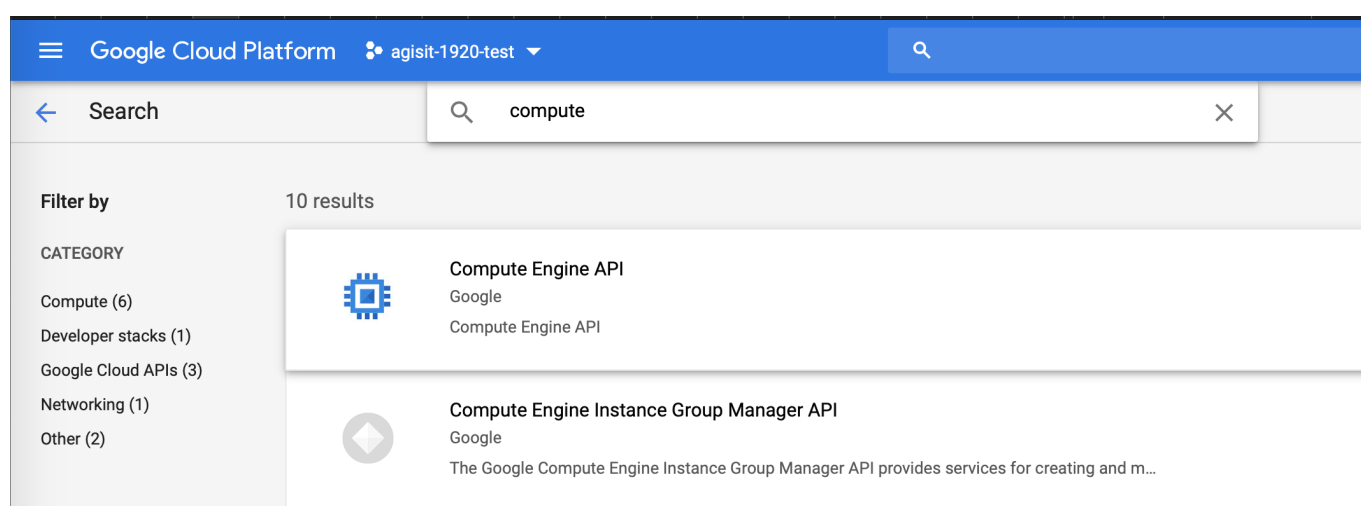 Google Cloud Platform
agisit-1920-test
Search
compute
Filter by
CATEGORY
Compute (6)
Developer stacks (1)
Google Cloud APIs (3)
Networking (1)
Other (2)
10 results
Compute Engine API
Google
Compute Engine API
Compute Engine Instance Group Manager API
Google
The Google Compute Engine Instance Group Manager API provides services for creating and m...